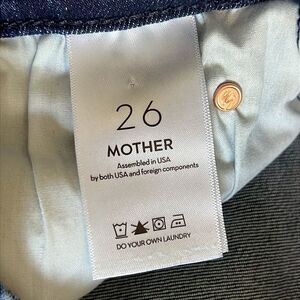 26
MOTHER
Assembled in USA
by both USA and foreign components
DO YOUR OWN LAUNDRY